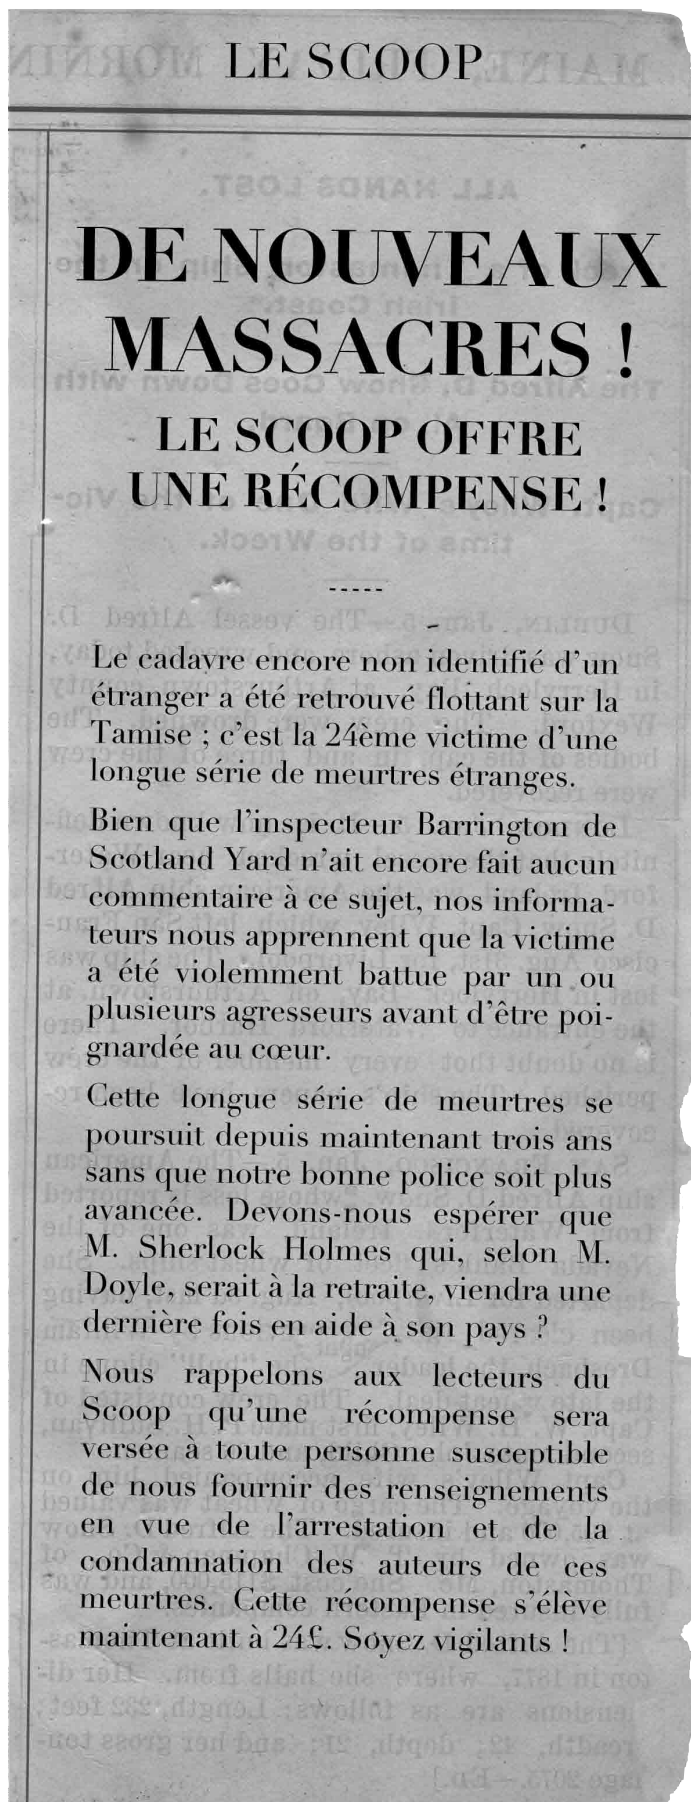 LE SCOOP
DE NOUVEAUX
MASSACRES !
LE SCOOP OFFRE
UNE RÉCOMPENSE !
-----
Le cadavre encore non identifié d'un
étranger a été retrouvé flottant sur la
Tamise ; c'est la 24ème victime d'une
longue série de meurtres étranges.
Bien que l'inspecteur Barrington de
Scotland Yard n'ait encore fait aucun
commentaire à ce sujet, nos informa-
teurs nous apprennent que la victime
a été violemment battue par un ou
plusieurs agresseurs avant d'être poi-
gnardée au cœur.
Cette longue série de meurtres se
poursuit depuis maintenant trois ans
sans que notre bonne police soit plus
avancée. Devons-nous espérer que
M. Sherlock Holmes qui, selon M.
Doyle, serait à la retraite, viendra une
dernière fois en aide à son pays ?
Nous rappelons aux lecteurs du
Scoop qu'une récompense sera
versée à toute personne susceptible
de nous fournir des renseignements
en vue de l'arrestation et de la
condamnation des auteurs de ces
meurtres. Cette récompense s'élève
maintenant à 24£. Soyez vigilants !